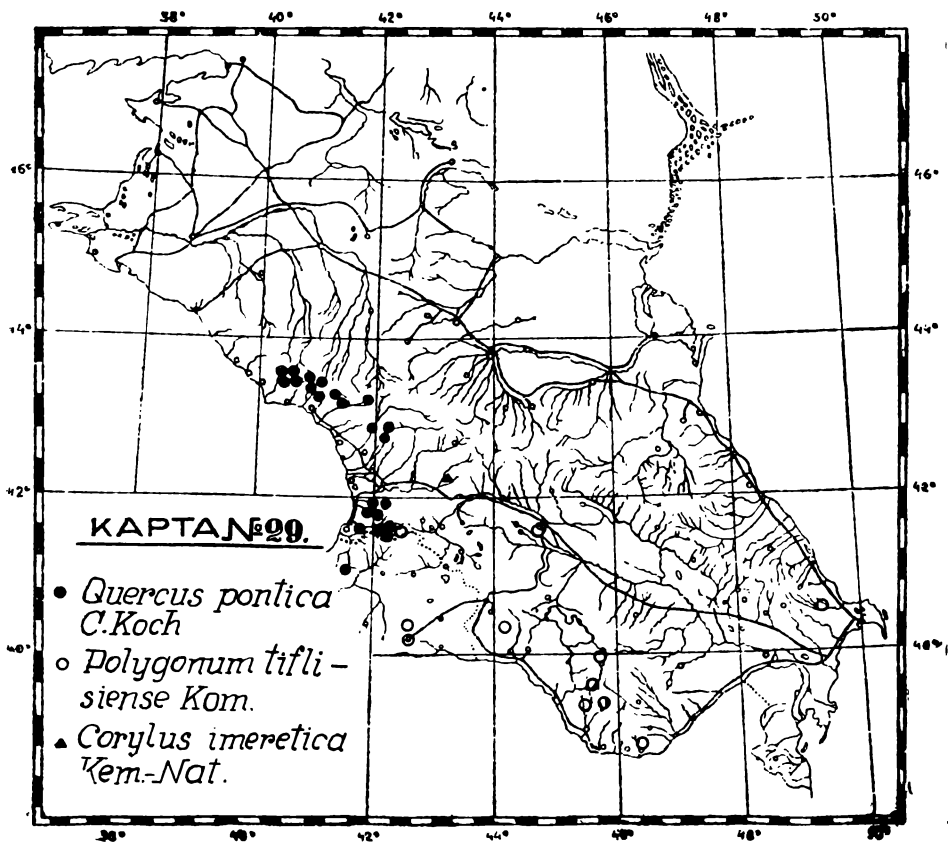 38° 40° 42° 44° 46° 48° 50°
46° 46°
44° 44°
42° 42°
КАРТА №29.
● Quercus pontica
C.Koch
○ Polygonum tifli–
siense Kom.
▲ Corylus imeretica
Kem.-Nat.
40° 40°
38° 40° 42° 44° 46° 48° 50°